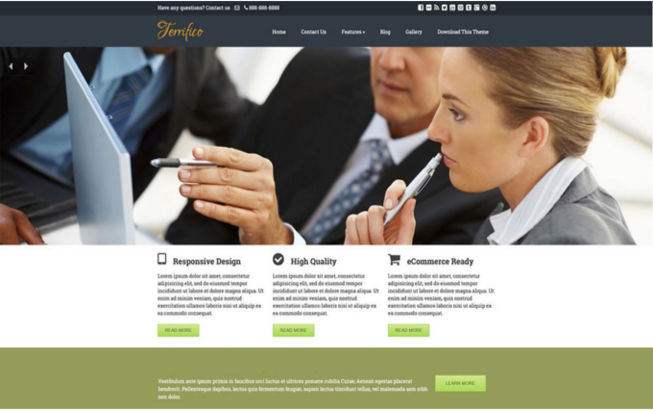 Have any questions? Contact us 888-888-8888
Terrifico
Home Contact Us Features Blog Gallery Download This Theme
Responsive Design
Lorem ipsum dolor sit amet, consectetur
adipisicing elit, sed do eiusmod tempor
incididunt ut labore et dolore magna aliqua. Ut
enim ad minim veniam, quis nostrud
exercitation ullamco laboris nisi ut aliquip ex
ea commodo consequat.
READ MORE
High Quality
Lorem ipsum dolor sit amet, consectetur
adipisicing elit, sed do eiusmod tempor
incididunt ut labore et dolore magna aliqua. Ut
enim ad minim veniam, quis nostrud
exercitation ullamco laboris nisi ut aliquip ex
ea commodo consequat.
READ MORE
eCommerce Ready
Lorem ipsum dolor sit amet, consectetur
adipisicing elit, sed do eiusmod tempor
incididunt ut labore et dolore magna aliqua. Ut
enim ad minim veniam, quis nostrud
exercitation ullamco laboris nisi ut aliquip ex
ea commodo consequat.
READ MORE
Vestibulum ante ipsum primis in faucibus orci luctus et ultrices posuere cubilia Curae; Aenean egestas placerat
hendrerit. Pellentesque dapibus, lectus quis fermentum feugiat, sapien lectus tincidunt tellus, vel malesuada sem nibh
non dolor.
LEARN MORE